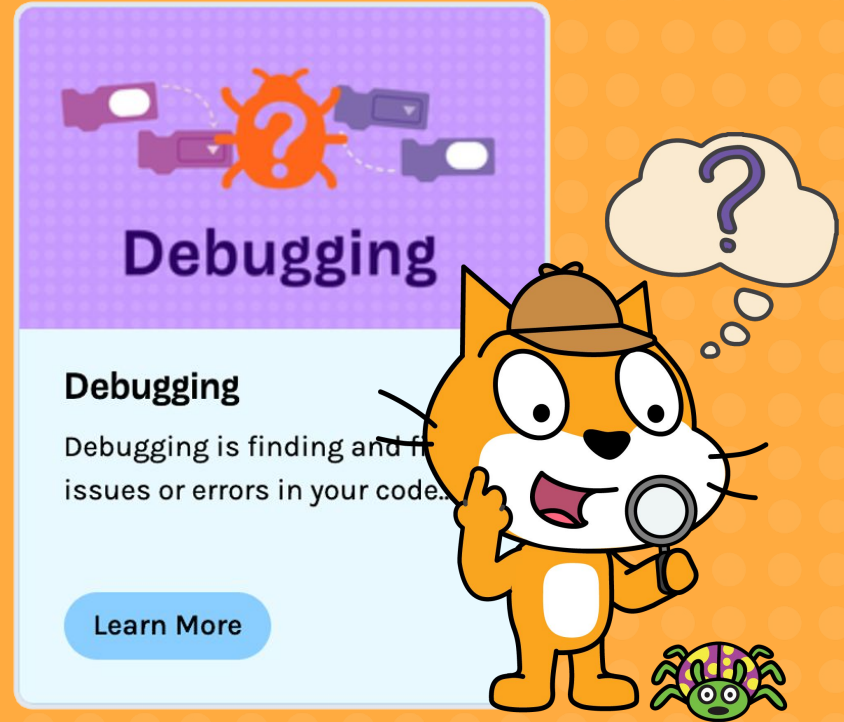 ?
Debugging
Debugging
Debugging is finding and
issues or errors in your code..
Learn More
?